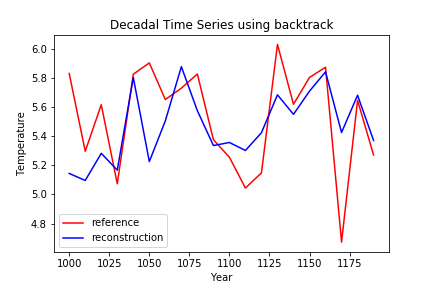 Decadal Time Series using backtrack
6.0
5.8
5.6
5.4
5.2
5.0
4.8
Temperature
reference
reconstruction
1000 1025 1050 1075 1100 1125 1150 1175
Year